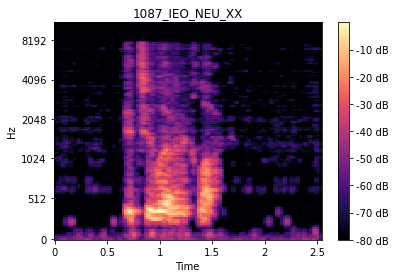 1087_IEO_NEU_XX
8192
4096
2048
1024
512
0
Hz
0
0.5
1
1.5
2
2.5
Time
-10 dB
-20 dB
-30 dB
-40 dB
-50 dB
-60 dB
-70 dB
-80 dB